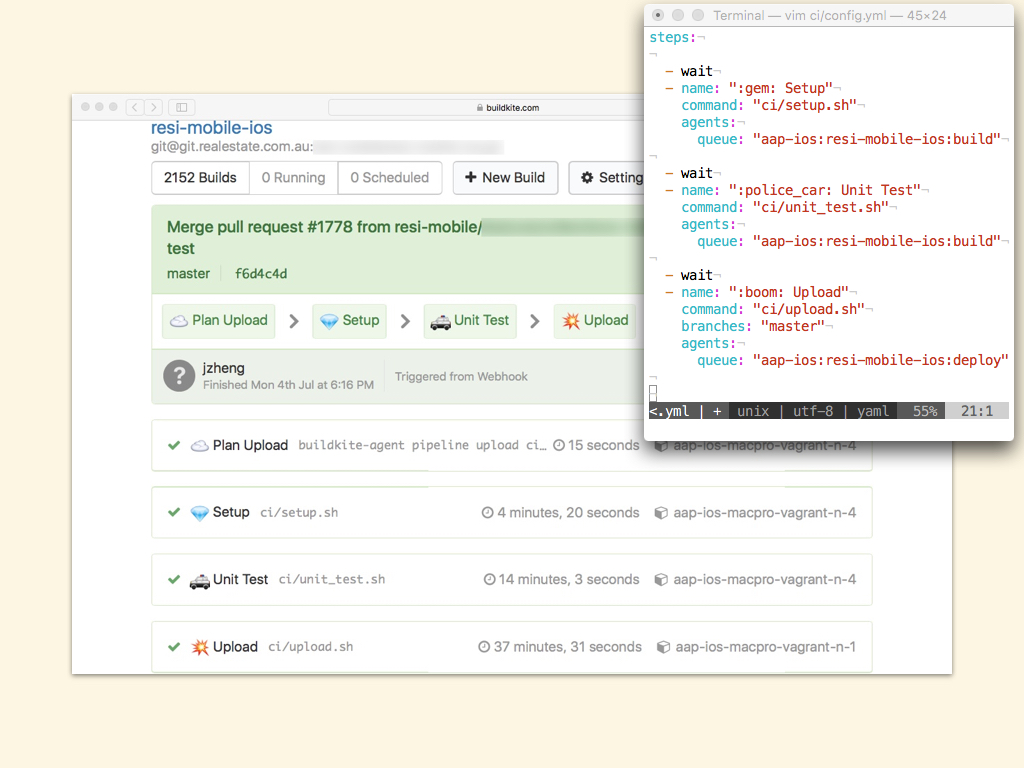 Terminal — vim ci/config.yml — 45×24
steps:¬
¬
- wait¬
- name: ":gem: Setup"¬
command: "ci/setup.sh"¬
agents:¬
queue: "aap-ios:resi-mobile-ios:build"¬
¬
- wait¬
- name: ":police_car: Unit Test"¬
command: "ci/unit_test.sh"¬
agents:¬
queue: "aap-ios:resi-mobile-ios:build"¬
¬
- wait¬
- name: ":boom: Upload"¬
command: "ci/upload.sh"¬
branches: "master"¬
agents:¬
queue: "aap-ios:resi-mobile-ios:deploy"
¬
<.yml | + unix | utf-8 | yaml 55% 21:1
buildkite.com
resi-mobile-ios
git@git.realestate.com.au:
2152 Builds 0 Running 0 Scheduled + New Build Setting
Merge pull request #1778 from resi-mobile/
test
master f6d4c4d
Plan Upload Setup Unit Test Upload
? jzheng
Finished Mon 4th Jul at 6:16 PM Triggered from Webhook
Plan Upload buildkite-agent pipeline upload ci… 15 seconds aap-ios-macpro-vagrant-n-4
Setup ci/setup.sh 4 minutes, 20 seconds aap-ios-macpro-vagrant-n-4
Unit Test ci/unit_test.sh 14 minutes, 3 seconds aap-ios-macpro-vagrant-n-4
Upload ci/upload.sh 37 minutes, 31 seconds aap-ios-macpro-vagrant-n-1